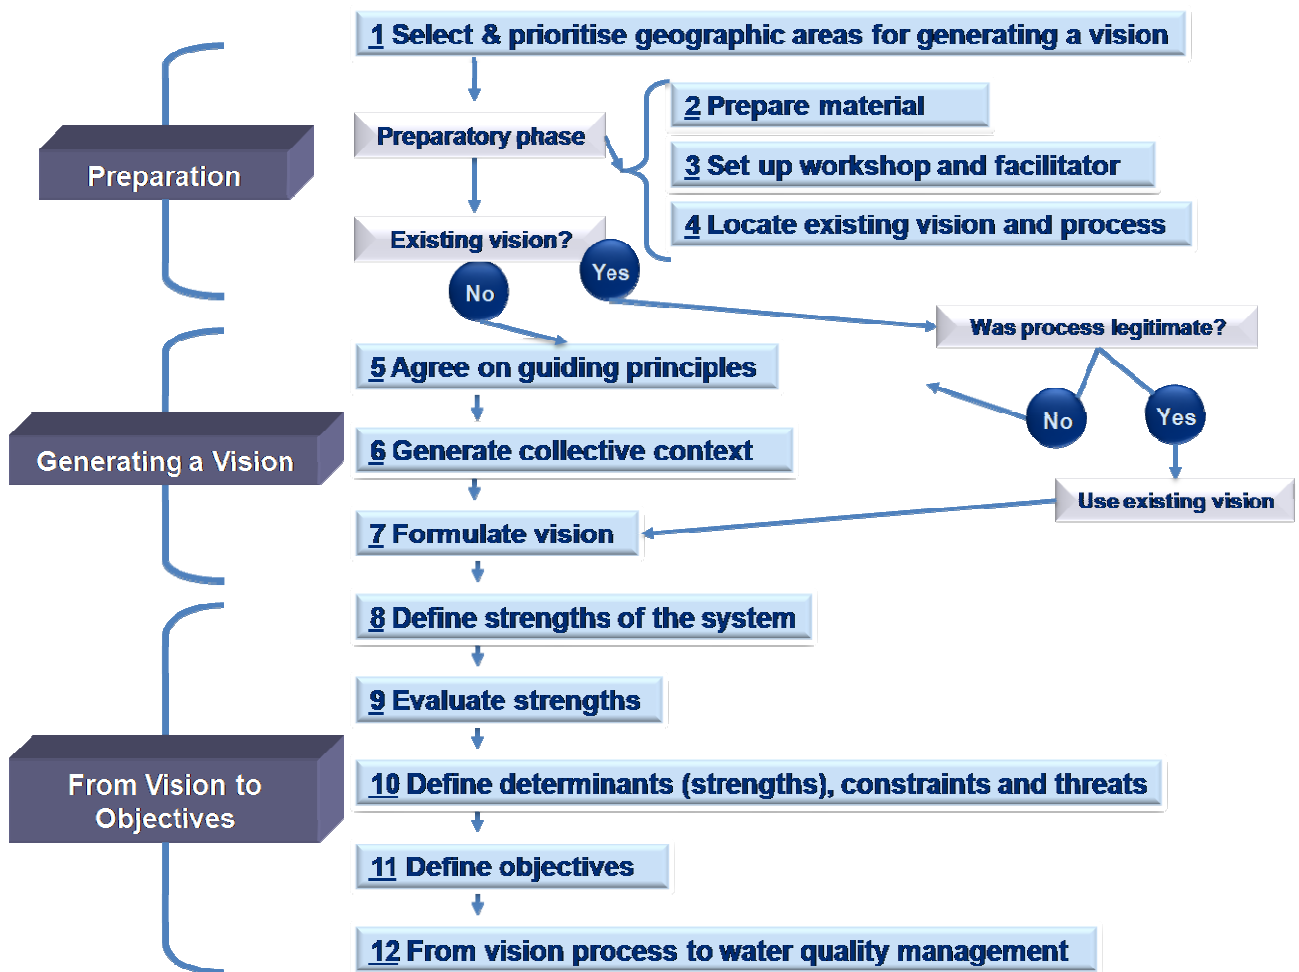 1 Select & prioritise geographic areas for generating a vision
Preparation
Preparatory phase
2 Prepare material
3 Set up workshop and facilitator
4 Locate existing vision and process
Existing vision?
No
Yes
Was process legitimate?
No
Yes
Use existing vision
Generating a Vision
5 Agree on guiding principles
6 Generate collective context
7 Formulate vision
From Vision to
Objectives
8 Define strengths of the system
9 Evaluate strengths
10 Define determinants (strengths), constraints and threats
11 Define objectives
12 From vision process to water quality management